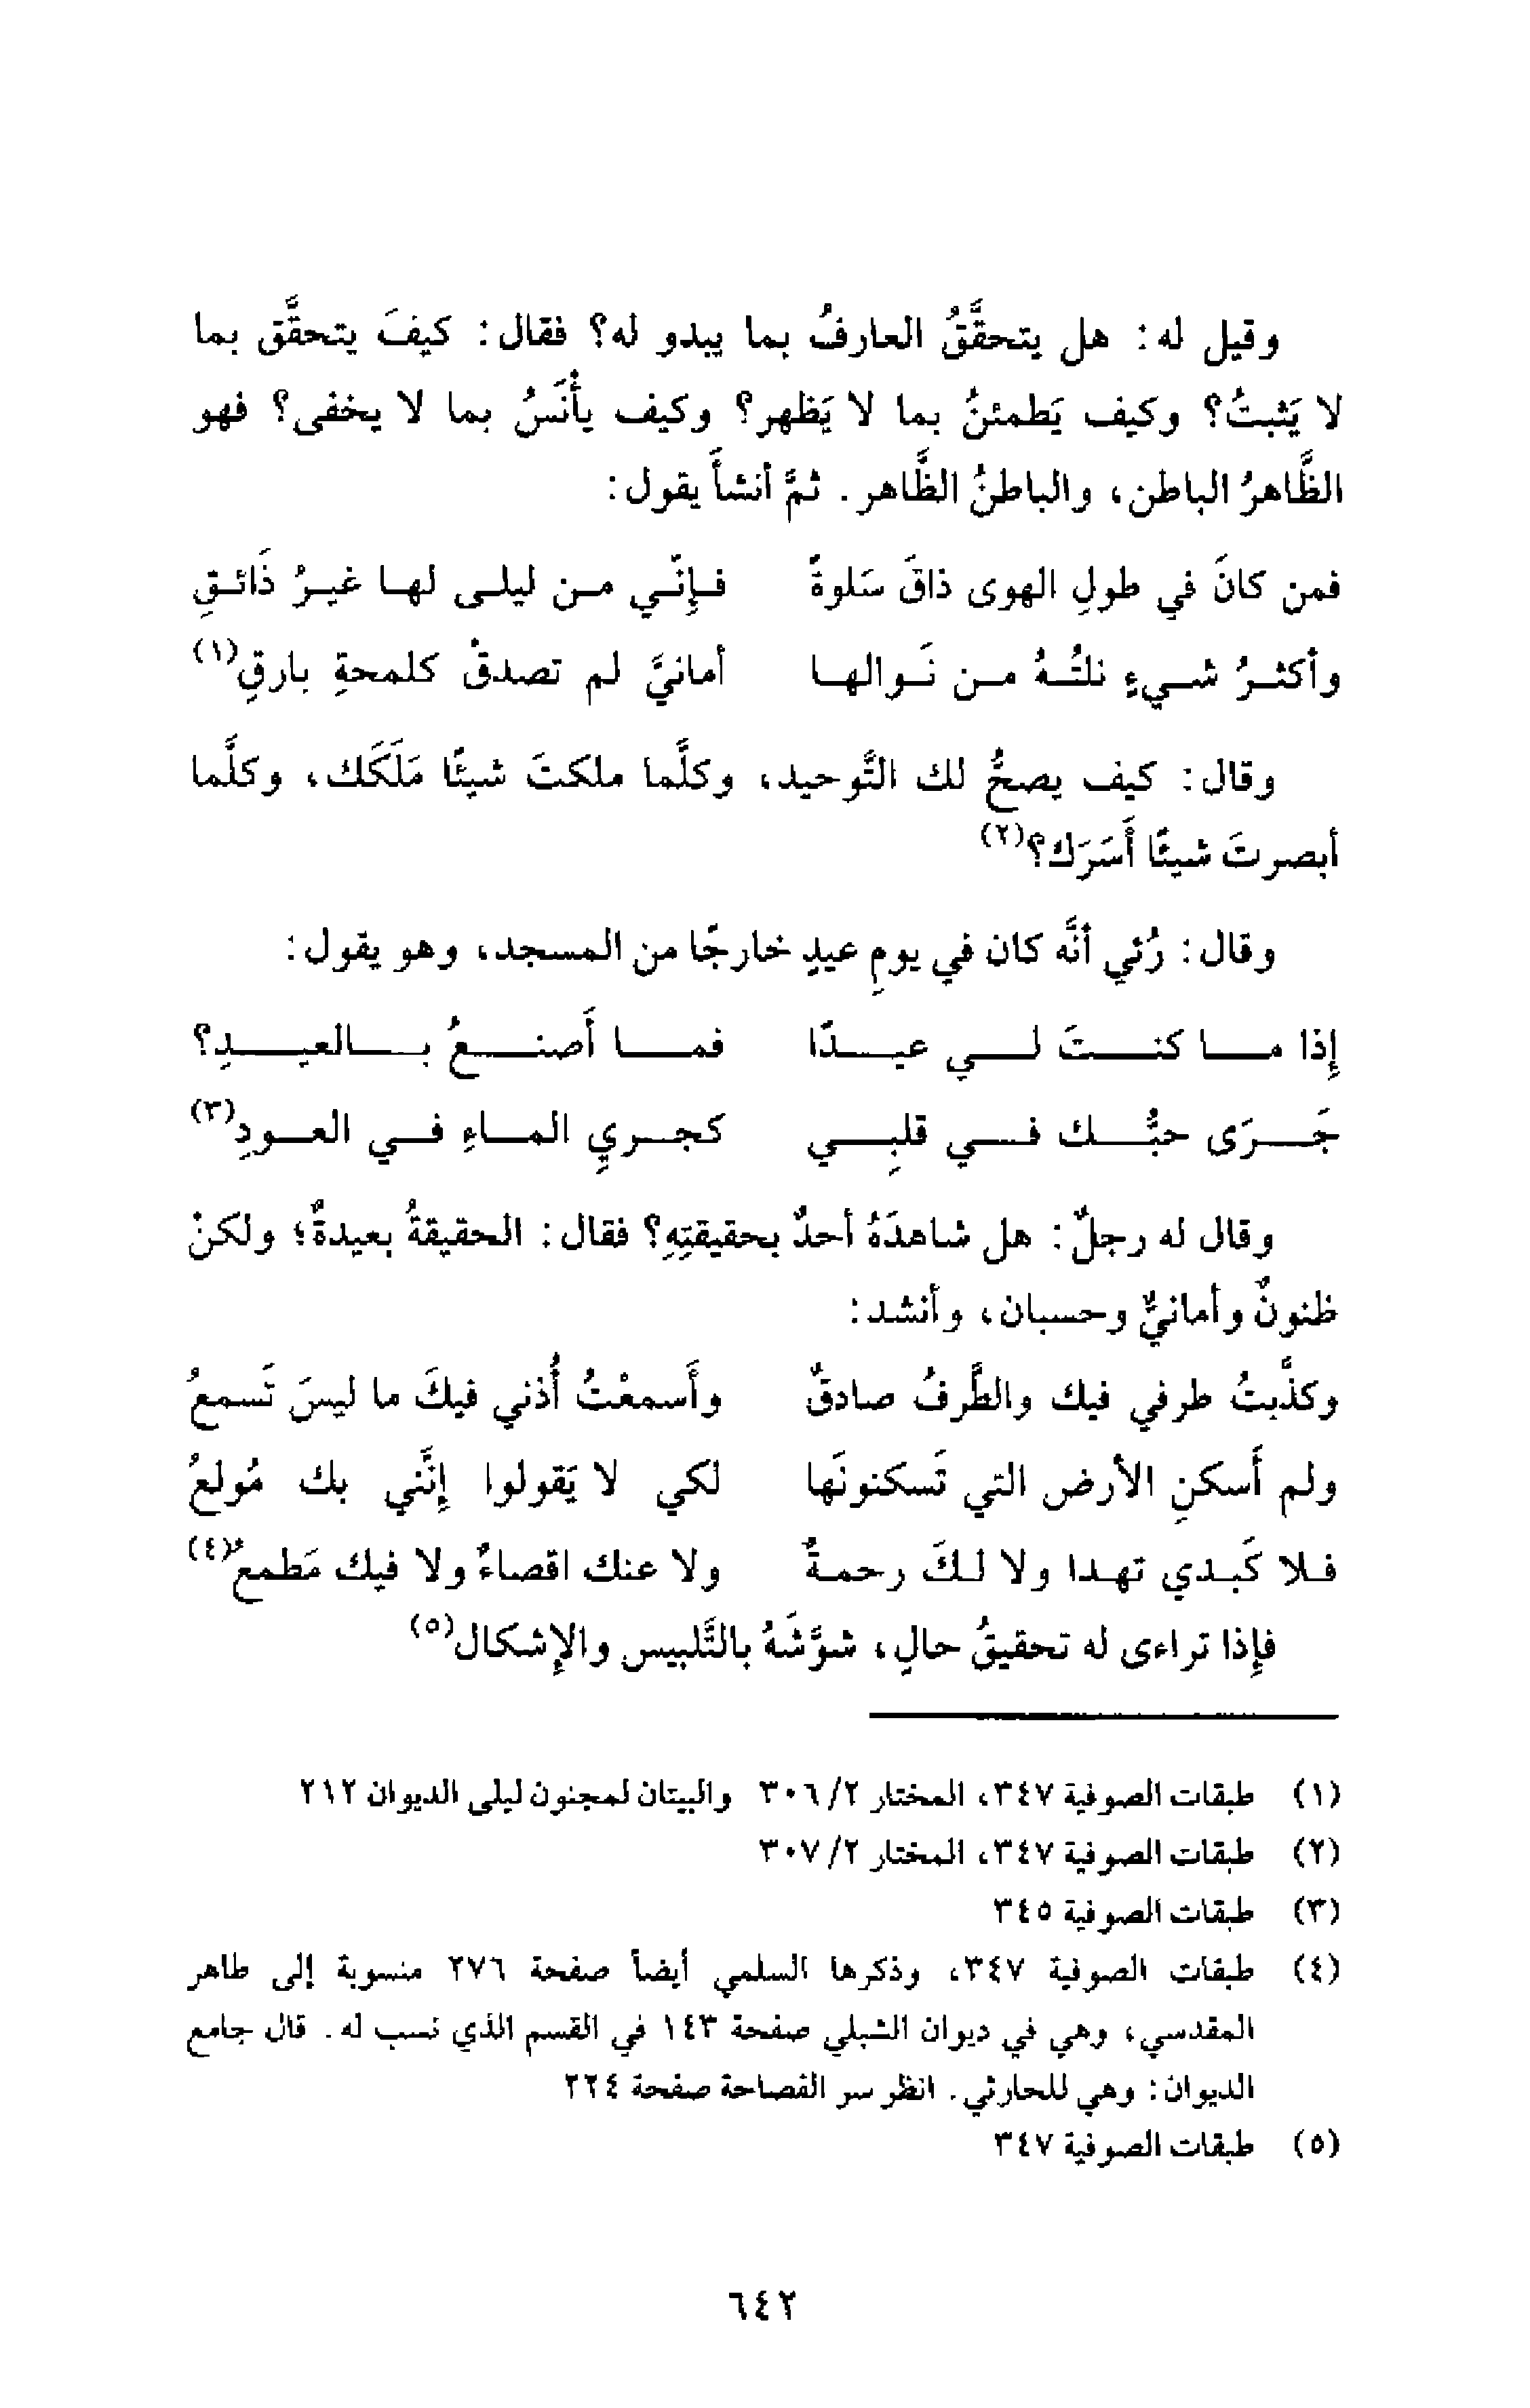 وقيل له: هل يتحقَّقُ العارفُ بما يبدو له؟ فقال: كيفَ يتحقَّق بما
لا يَثبتُ؟ وكيف يَطمئنُ بما لا يَظهر؟ وكيف يأْنَسُ بما لا يخفى؟ فهو
الظَّاهرُ الباطن، والباطنُ الظَّاهر. ثمَّ أنشأَ يقول:
فمن كانَ في طولِ الهوى ذاقَ سَلوةً فإنَّي من ليلى لها غيرُ ذَائقِ
وأكثرُ شيءٍ نلتُهُ من نَوالها أمانيَّ لم تصدقُ كلمحةِ بارقِ(١)
وقال: كيف يصحُّ لك التَّوحيد، وكلَّما ملكتَ شيئًا مَلَكَك، وكلَّما
أبصرتَ شيئًا أَسَرَك؟(٢)
وقال: رُئي أنَّه كان في يومِ عيدٍ خارجًا من المسجد، وهو يقول:
إِذا ما كنتَ لي عيدًا فما أَصنعُ بالعيدِ؟
جَرَى حبُّك في قلبِي كجريِ الماءِ في العودِ(٣)
وقال له رجلٌ: هل شاهدَهُ أحدٌ بحقيقتِهِ؟ فقال: الحقيقةُ بعيدةٌ؛ ولكنْ
ظنونٌ وأمانيٌّ وحسبان، وأنشد:
وكذَّبتُ طرفي فيك والطَّرفُ صادقٌ وأَسمعْتُ أُذني فيكَ ما ليسَ تَسمعُ
ولم أَسكنِ الأرض التي تَسكنونَها لكي لا يَقولوا إنَّني بك مُولعُ
فلا كَبدي تهدا ولا لكَ رحمةٌ ولا عنك اقصاءٌ ولا فيك مَطمعُ(٤)
فإذا تراءى له تحقيقُ حالٍ، شوَّشَهُ بالتَّلبيس والإشكال(٥)
(١) طبقات الصوفية ٣٤٧، المختار ٢/ ٣٠٦ والبيتان لمجنون ليلى الديوان ٢١٢
(٢) طبقات الصوفية ٣٤٧، المختار ٢/ ٣٠٧
(٣) طبقات الصوفية ٣٤٥
(٤) طبقات الصوفية ٣٤٧، وذكرها السلمي أيضاً صفحة ٢٧٦ منسوبة إلى طاهر
المقدسي، وهي في ديوان الشبلي صفحة ١٤٣ في القسم الذي نسب له. قال جامع
الديوان: وهي للحارثي. انظر سر الفصاحة صفحة ٢٢٤
(٥) طبقات الصوفية ٣٤٧
٦٤٢